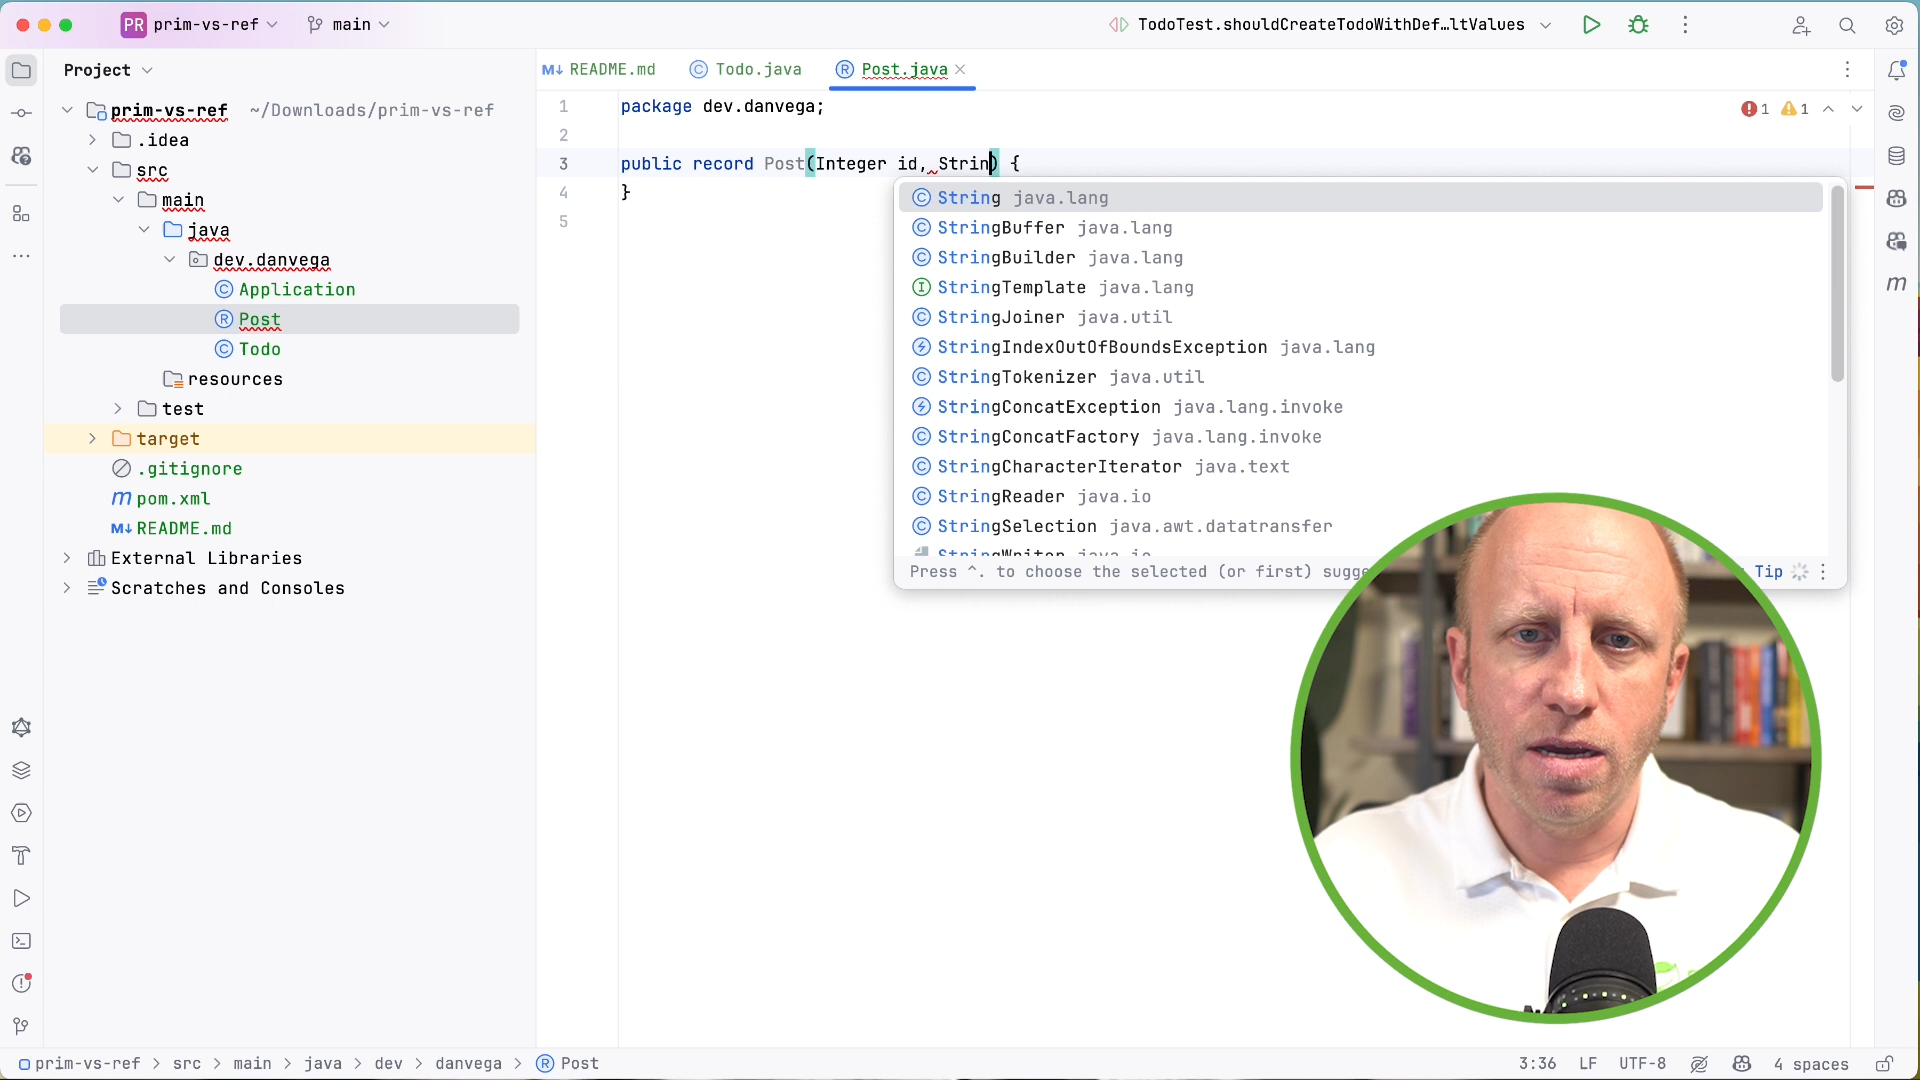 PR prim-vs-ref main TodoTest.shouldCreateTodoWithDef…ltValues
Project
README.md Todo.java Post.java
prim-vs-ref ~/Downloads/prim-vs-ref
.idea
src
main
java
dev.danvega
Application
Post
Todo
resources
test
target
.gitignore
pom.xml
README.md
External Libraries
Scratches and Consoles
1 package dev.danvega;
2
3 public record Post(Integer id, Strin) {
4 }
5
1 1
String java.lang
StringBuffer java.lang
StringBuilder java.lang
StringTemplate java.lang
StringJoiner java.util
StringIndexOutOfBoundsException java.lang
StringTokenizer java.util
StringConcatException java.lang.invoke
StringConcatFactory java.lang.invoke
StringCharacterIterator java.text
StringReader java.io
StringSelection java.awt.datatransfer
StringWriter java.io
Press ^. to choose the selected (or first) sugge Tip
prim-vs-ref > src > main > java > dev > danvega > Post
3:36 LF UTF-8 4 spaces